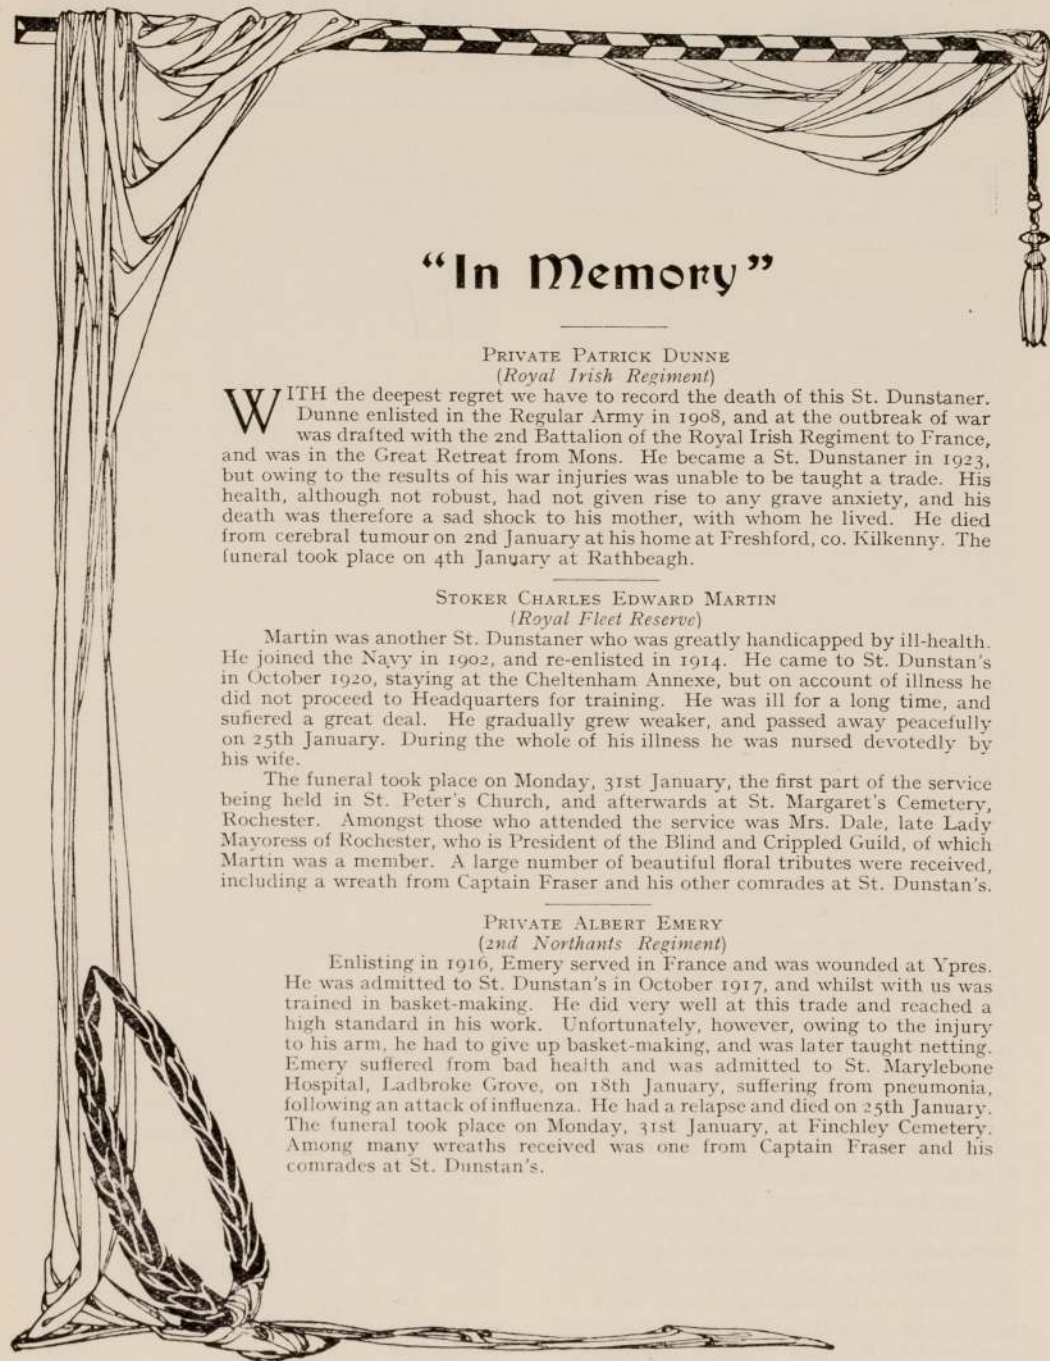 “In Memory”
PRIVATE PATRICK DUNNE
(Royal Irish Regiment)
WITH the deepest regret we have to record the death of this St. Dunstaner.
Dunne enlisted in the Regular Army in 1908, and at the outbreak of war
was drafted with the 2nd Battalion of the Royal Irish Regiment to France,
and was in the Great Retreat from Mons. He became a St. Dunstaner in 1923,
but owing to the results of his war injuries was unable to be taught a trade. His
health, although not robust, had not given rise to any grave anxiety, and his
death was therefore a sad shock to his mother, with whom he lived. He died
from cerebral tumour on 2nd January at his home at Freshford, co. Kilkenny. The
funeral took place on 4th January at Rathbeagh.
STOKER CHARLES EDWARD MARTIN
(Royal Fleet Reserve)
Martin was another St. Dunstaner who was greatly handicapped by ill-health.
He joined the Navy in 1902, and re-enlisted in 1914. He came to St. Dunstan's
in October 1920, staying at the Cheltenham Annexe, but on account of illness he
did not proceed to Headquarters for training. He was ill for a long time, and
suffered a great deal. He gradually grew weaker, and passed away peacefully
on 25th January. During the whole of his illness he was nursed devotedly by
his wife.
The funeral took place on Monday, 31st January, the first part of the service
being held in St. Peter's Church, and afterwards at St. Margaret's Cemetery,
Rochester. Amongst those who attended the service was Mrs. Dale, late Lady
Mayoress of Rochester, who is President of the Blind and Crippled Guild, of which
Martin was a member. A large number of beautiful floral tributes were received,
including a wreath from Captain Fraser and his other comrades at St. Dunstan's.
PRIVATE ALBERT EMERY
(2nd Northants Regiment)
Enlisting in 1916, Emery served in France and was wounded at Ypres.
He was admitted to St. Dunstan's in October 1917, and whilst with us was
trained in basket-making. He did very well at this trade and reached a
high standard in his work. Unfortunately, however, owing to the injury
to his arm, he had to give up basket-making, and was later taught netting.
Emery suffered from bad health and was admitted to St. Marylebone
Hospital, Ladbroke Grove, on 18th January, suffering from pneumonia,
following an attack of influenza. He had a relapse and died on 25th January.
The funeral took place on Monday, 31st January, at Finchley Cemetery.
Among many wreaths received was one from Captain Fraser and his
comrades at St. Dunstan's.